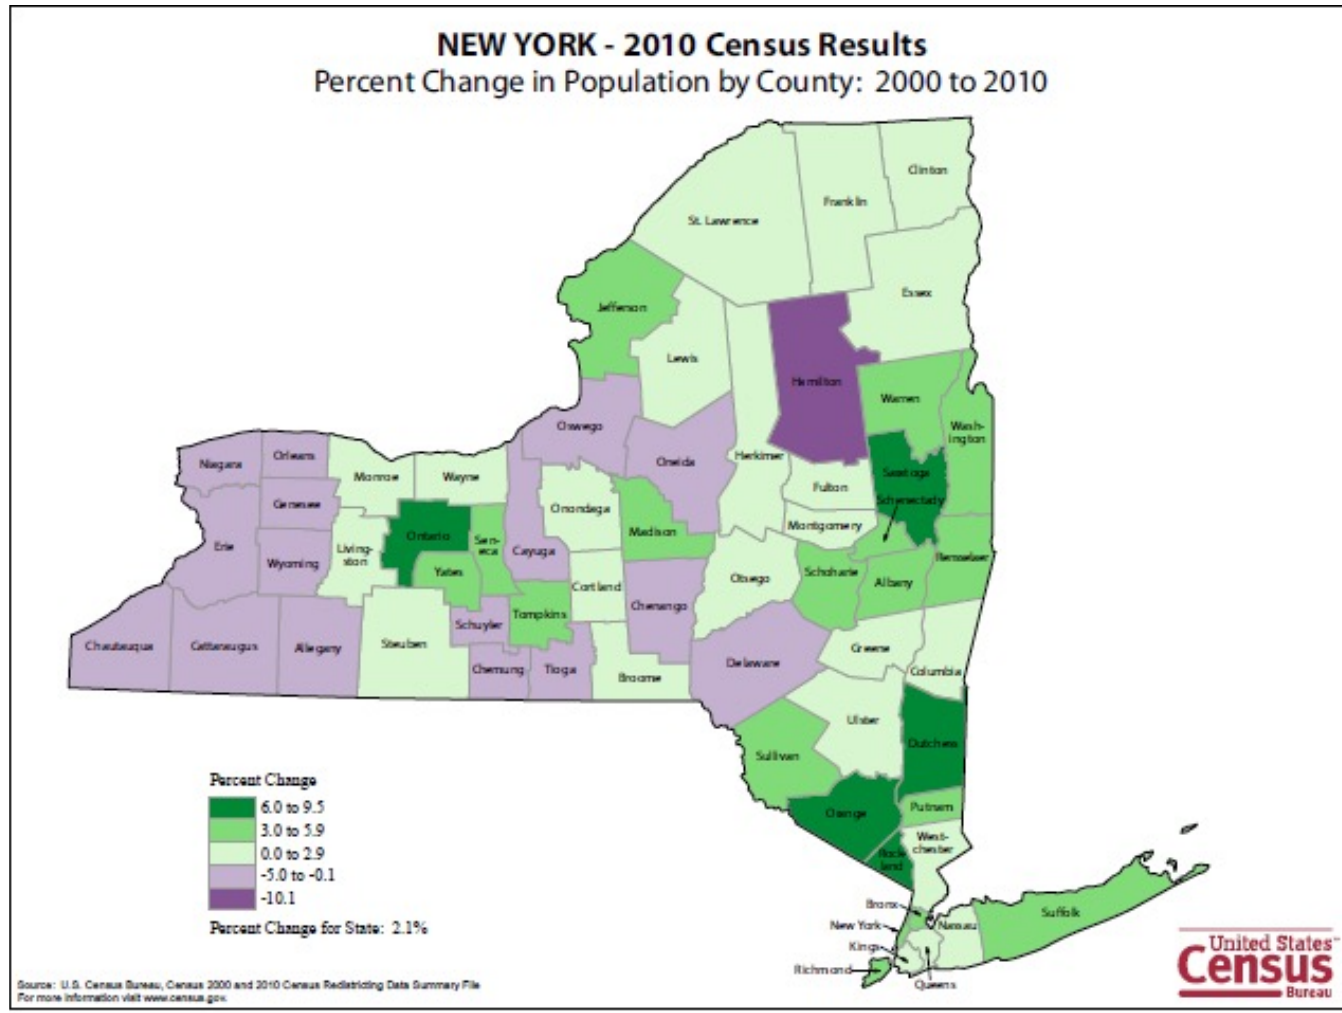 NEW YORK - 2010 Census Results
Percent Change in Population by County: 2000 to 2010
Clinton
Franklin
St. Lawrence
Essex
Jefferson
Lewis
Hamilton
Warren
Oswego
Wash-
ington
Oneida
Herkimer
Niagara
Orleans
Monroe
Wayne
Saratoga
Fulton
Schenectady
Genesee
Onondaga
Montgomery
Madison
Ontario
Sen-
eca
Cayuga
Erie
Wyoming
Living-
ston
Yates
Rensselaer
Schoharie
Albany
Otsego
Cortland
Chenango
Tompkins
Schuyler
Chautauqua
Cattaraugus
Allegany
Steuben
Chemung
Tioga
Broome
Delaware
Greene
Columbia
Ulster
Dutchess
Sullivan
Putnam
Orange
West-
chester
Rock-
land
Bronx
New York
Kings
Richmond
Queens
Nassau
Suffolk
Percent Change
6.0 to 9.5
3.0 to 5.9
0.0 to 2.9
-5.0 to -0.1
-10.1
Percent Change for State: 2.1%
Source: U.S. Census Bureau, Census 2000 and 2010 Census Redistricting Data Summary File
For more information visit www.census.gov.
United States™
Census
Bureau